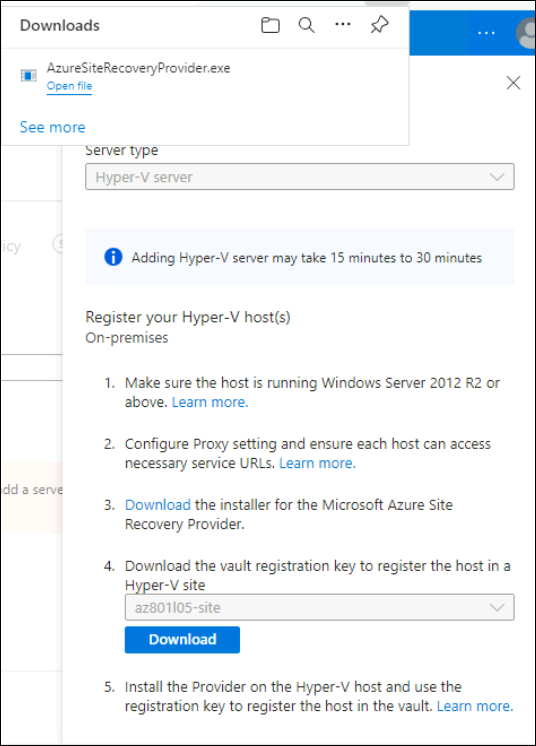 Downloads
AzureSiteRecoveryProvider.exe
Open file
See more
Server type
Hyper-V server
Adding Hyper-V server may take 15 minutes to 30 minutes
Register your Hyper-V host(s)
On-premises
1. Make sure the host is running Windows Server 2012 R2 or
above. Learn more.
2. Configure Proxy setting and ensure each host can access
necessary service URLs. Learn more.
3. Download the installer for the Microsoft Azure Site
Recovery Provider.
4. Download the vault registration key to register the host in a
Hyper-V site
az801l05-site
Download
5. Install the Provider on the Hyper-V host and use the
registration key to register the host in the vault. Learn more.
icy
dd a serve